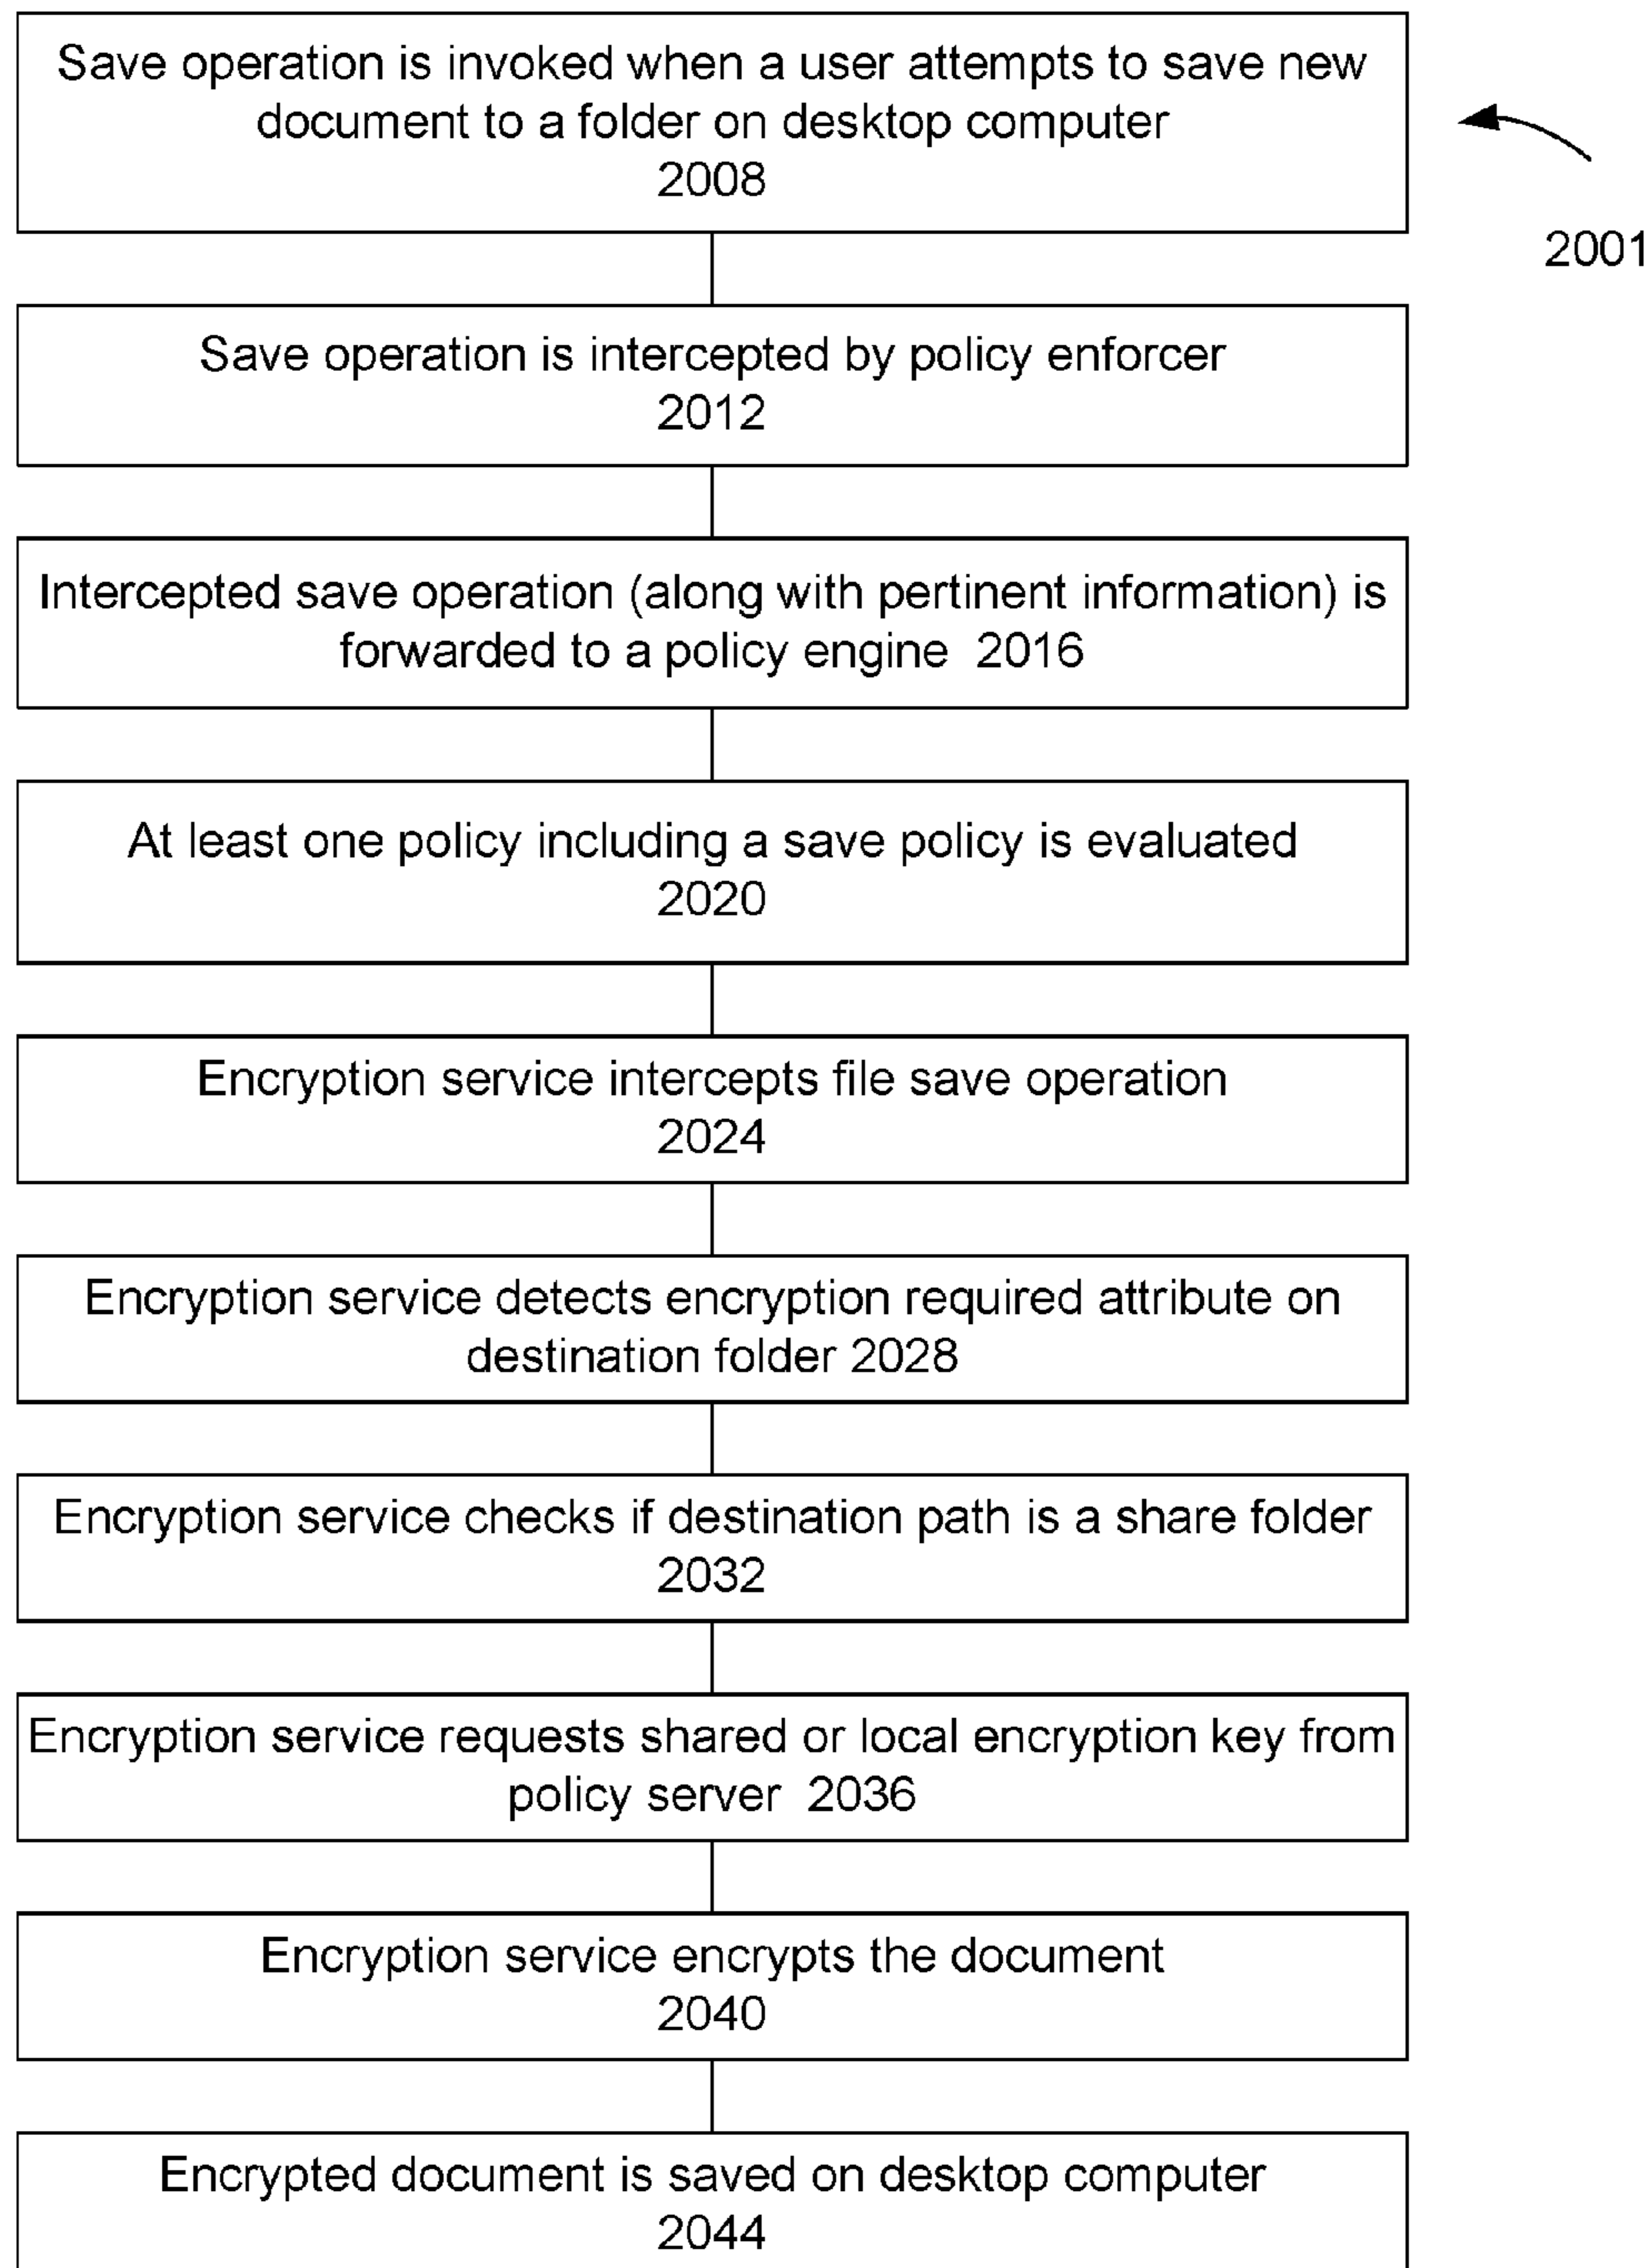 Save operation is invoked when a user attempts to save new
document to a folder on desktop computer
2008
2001
Save operation is intercepted by policy enforcer
2012
Intercepted save operation (along with pertinent information) is
forwarded to a policy engine 2016
At least one policy including a save policy is evaluated
2020
Encryption service intercepts file save operation
2024
Encryption service detects encryption required attribute on
destination folder 2028
Encryption service checks if destination path is a share folder
2032
Encryption service requests shared or local encryption key from
policy server 2036
Encryption service encrypts the document
2040
Encrypted document is saved on desktop computer
2044